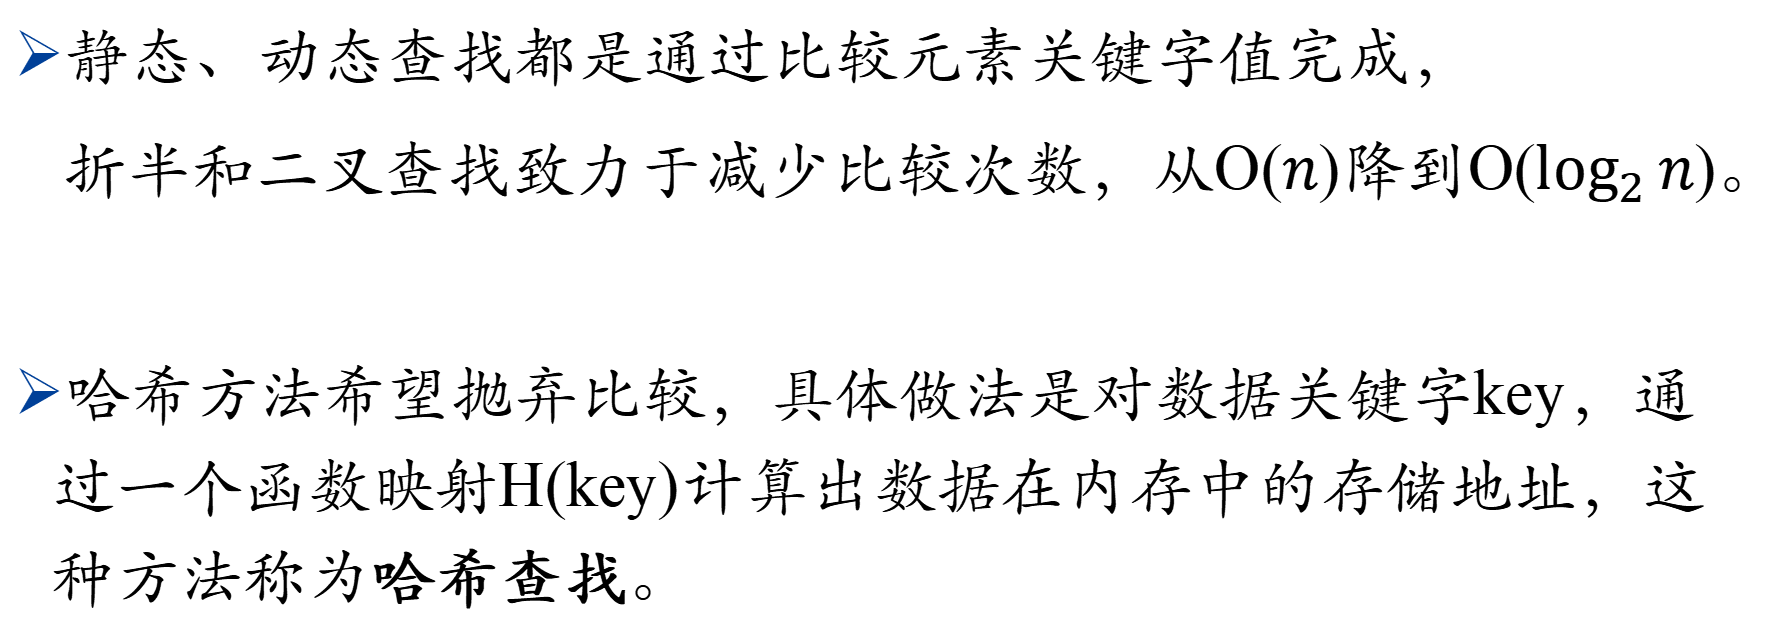 ➢静态、动态查找都是通过比较元素关键字值完成，
折半和二叉查找致力于减少比较次数，从O(n)降到O(log₂ n)。
➢哈希方法希望抛弃比较，具体做法是对数据关键字key，通
过一个函数映射H(key)计算出数据在内存中的存储地址，这
种方法称为哈希查找。